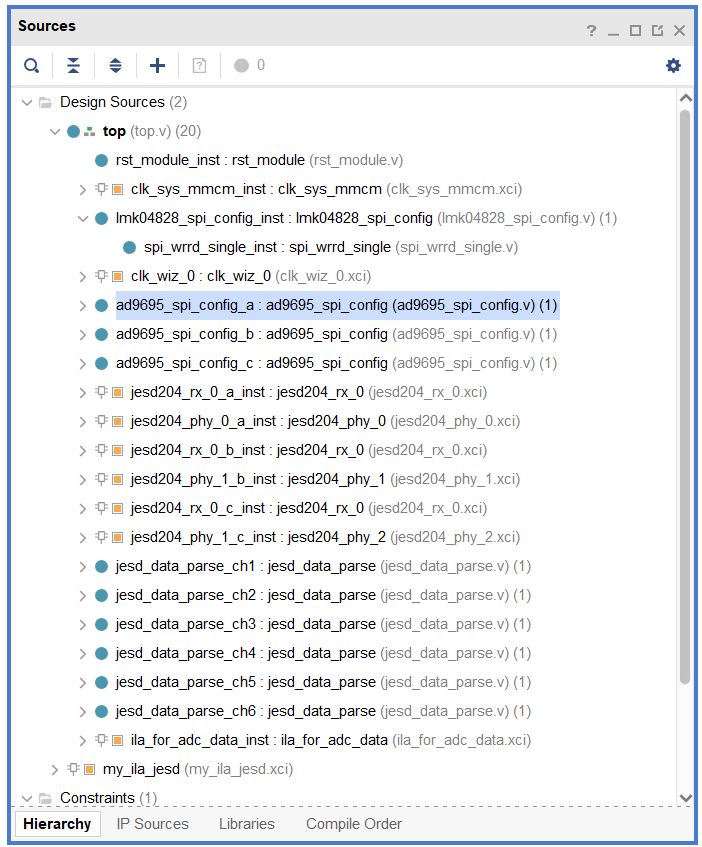 Sources
? _
0
Design Sources (2)
top (top.v) (20)
rst_module_inst : rst_module (rst_module.v)
clk_sys_mmcm_inst : clk_sys_mmcm (clk_sys_mmcm.xci)
lmk04828_spi_config_inst : lmk04828_spi_config (lmk04828_spi_config.v) (1)
spi_wrrd_single_inst : spi_wrrd_single (spi_wrrd_single.v)
clk_wiz_0 : clk_wiz_0 (clk_wiz_0.xci)
ad9695_spi_config_a : ad9695_spi_config (ad9695_spi_config.v) (1)
ad9695_spi_config_b : ad9695_spi_config (ad9695_spi_config.v) (1)
ad9695_spi_config_c : ad9695_spi_config (ad9695_spi_config.v) (1)
jesd204_rx_0_a_inst : jesd204_rx_0 (jesd204_rx_0.xci)
jesd204_phy_0_a_inst : jesd204_phy_0 (jesd204_phy_0.xci)
jesd204_rx_0_b_inst : jesd204_rx_0 (jesd204_rx_0.xci)
jesd204_phy_1_b_inst : jesd204_phy_1 (jesd204_phy_1.xci)
jesd204_rx_0_c_inst : jesd204_rx_0 (jesd204_rx_0.xci)
jesd204_phy_1_c_inst : jesd204_phy_2 (jesd204_phy_2.xci)
jesd_data_parse_ch1 : jesd_data_parse (jesd_data_parse.v) (1)
jesd_data_parse_ch2 : jesd_data_parse (jesd_data_parse.v) (1)
jesd_data_parse_ch3 : jesd_data_parse (jesd_data_parse.v) (1)
jesd_data_parse_ch4 : jesd_data_parse (jesd_data_parse.v) (1)
jesd_data_parse_ch5 : jesd_data_parse (jesd_data_parse.v) (1)
jesd_data_parse_ch6 : jesd_data_parse (jesd_data_parse.v) (1)
ila_for_adc_data_inst : ila_for_adc_data (ila_for_adc_data.xci)
my_ila_jesd (my_ila_jesd.xci)
Constraints (1)
Hierarchy IP Sources Libraries Compile Order